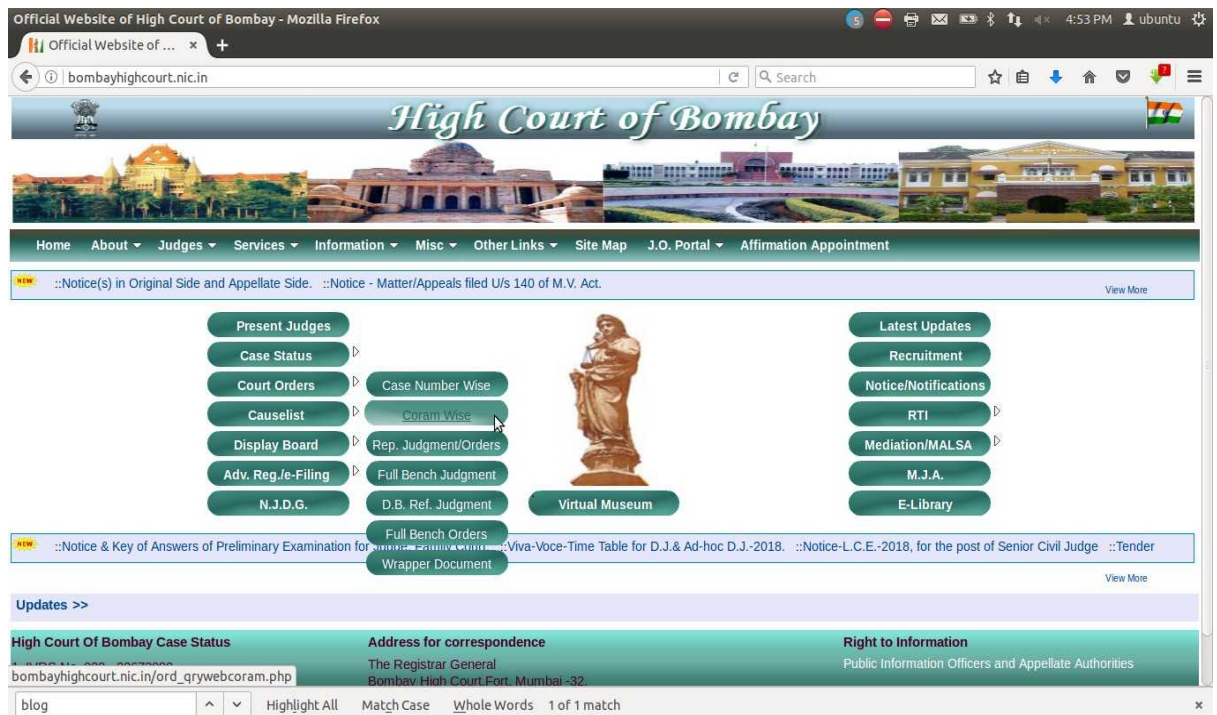 Official Website of High Court of Bombay - Mozilla Firefox
4:53 PM ubuntu
Official Website of ... × +
bombayhighcourt.nic.in
Search
High Court of Bombay
Home About Judges Services Information Misc Other Links Site Map J.O. Portal Affirmation Appointment
NEW ::Notice(s) in Original Side and Appellate Side. ::Notice - Matter/Appeals filed U/s 140 of M.V. Act.
View More
Present Judges
Case Status
Court Orders
Causelist
Display Board
Adv. Reg./e-Filing
N.J.D.G.
Case Number Wise
Coram Wise
Rep. Judgment/Orders
Full Bench Judgment
D.B. Ref. Judgment
Full Bench Orders
Wrapper Document
Virtual Museum
Latest Updates
Recruitment
Notice/Notifications
RTI
Mediation/MALSA
M.J.A.
E-Library
NEW ::Notice & Key of Answers of Preliminary Examination for Judge, Family Court. ::Viva-Voce-Time Table for D.J.& Ad-hoc D.J.-2018. ::Notice-L.C.E.-2018, for the post of Senior Civil Judge ::Tender
View More
Updates >>
High Court Of Bombay Case Status
Address for correspondence
The Registrar General
Bombay High Court,Fort, Mumbai -32.
Right to Information
Public Information Officers and Appellate Authorities
bombayhighcourt.nic.in/ord_qrywebcoram.php
blog Highlight All Match Case Whole Words 1 of 1 match ×